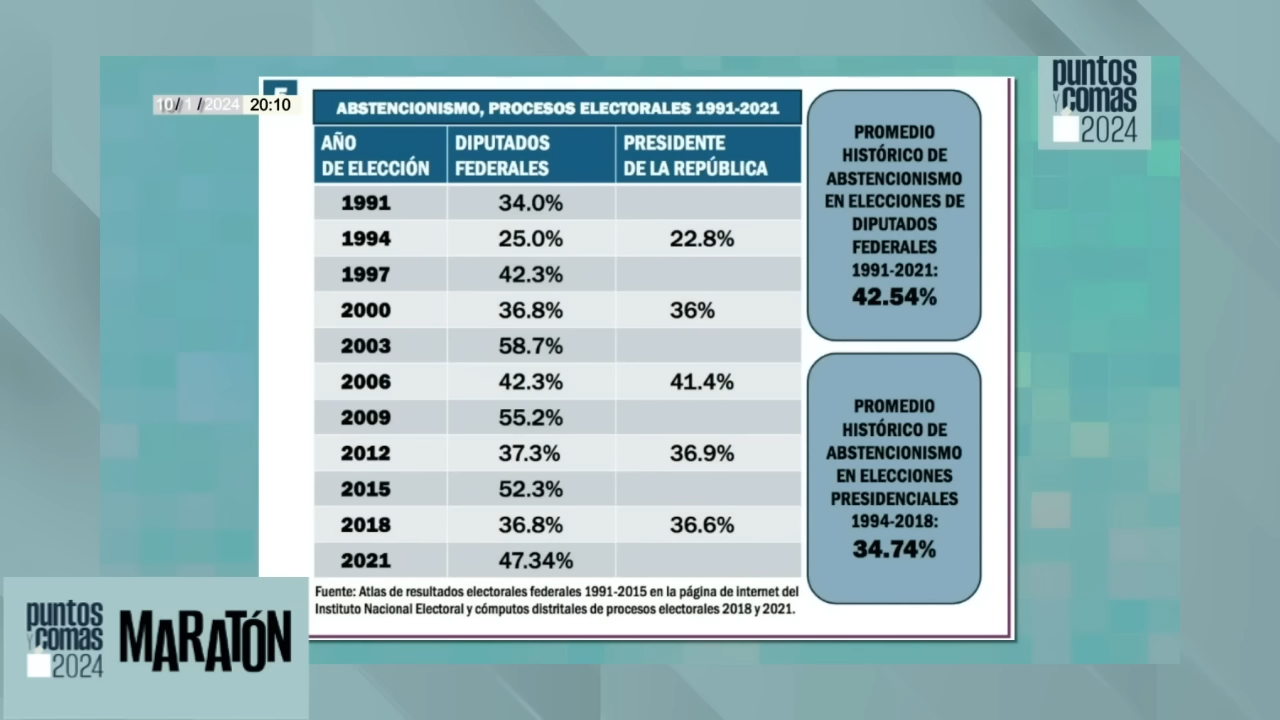 puntos
y comas
2024
10/ 1 / 2024 20:10
ABSTENCIONISMO, PROCESOS ELECTORALES 1991-2021
AÑO DE ELECCIÓN DIPUTADOS FEDERALES PRESIDENTE DE LA REPÚBLICA
1991 34.0%
1994 25.0% 22.8%
1997 42.3%
2000 36.8% 36%
2003 58.7%
2006 42.3% 41.4%
2009 55.2%
2012 37.3% 36.9%
2015 52.3%
2018 36.8% 36.6%
2021 47.34%
Fuente: Atlas de resultados electorales federales 1991-2015 en la página de internet del
Instituto Nacional Electoral y cómputos distritales de procesos electorales 2018 y 2021.
PROMEDIO
HISTÓRICO DE
ABSTENCIONISMO
EN ELECCIONES DE
DIPUTADOS
FEDERALES
1991-2021:
42.54%
PROMEDIO
HISTÓRICO DE
ABSTENCIONISMO
EN ELECCIONES
PRESIDENCIALES
1994-2018:
34.74%
puntos
y comas
2024
MARATÓN